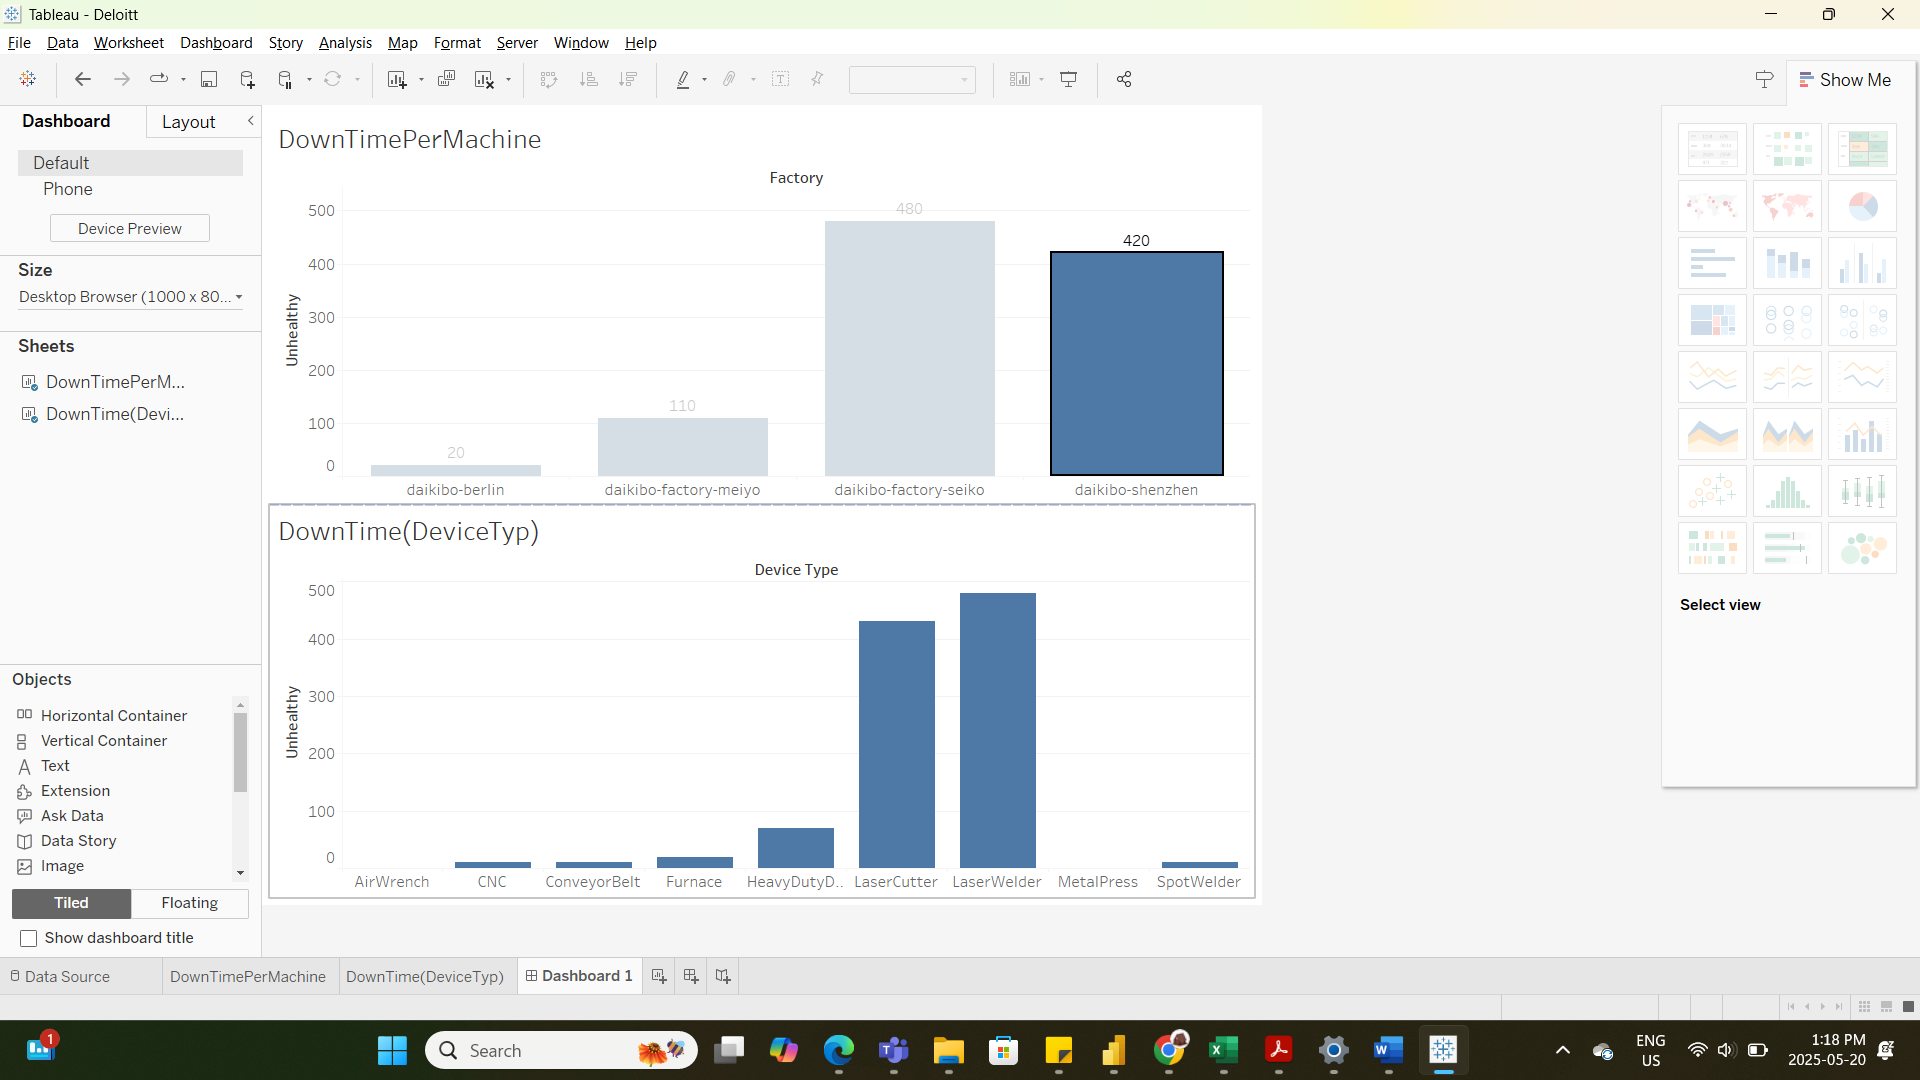 Tableau - Deloitt
File Data Worksheet Dashboard Story Analysis Map Format Server Window Help
Show Me
Dashboard Layout
Default
Phone
Device Preview
Size
Desktop Browser (1000 x 80...
Sheets
DownTimePerM...
DownTime(Devi...
Objects
Horizontal Container
Vertical Container
Text
Extension
Ask Data
Data Story
Image
Tiled Floating
Show dashboard title
DownTimePerMachine
Factory
Unhealthy
500
400
300
200
100
0
20
110
480
420
daikibo-berlin daikibo-factory-meiyo daikibo-factory-seiko daikibo-shenzhen
DownTime(DeviceTyp)
Device Type
Unhealthy
500
400
300
200
100
0
AirWrench CNC ConveyorBelt Furnace HeavyDutyD.. LaserCutter LaserWelder MetalPress SpotWelder
Select view
Data Source DownTimePerMachine DownTime(DeviceTyp) Dashboard 1
1
Search
ENG
US
1:18 PM
2025-05-20